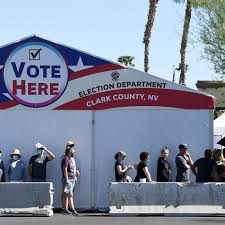 VOTE
HERE
ELECTION DEPARTMENT
CLARK COUNTY, NV